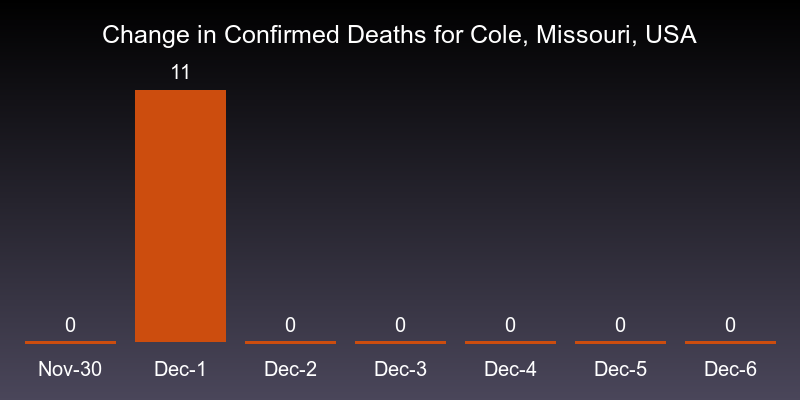 Change in Confirmed Deaths for Cole, Missouri, USA
11
0 0 0 0 0 0
Nov-30 Dec-1 Dec-2 Dec-3 Dec-4 Dec-5 Dec-6